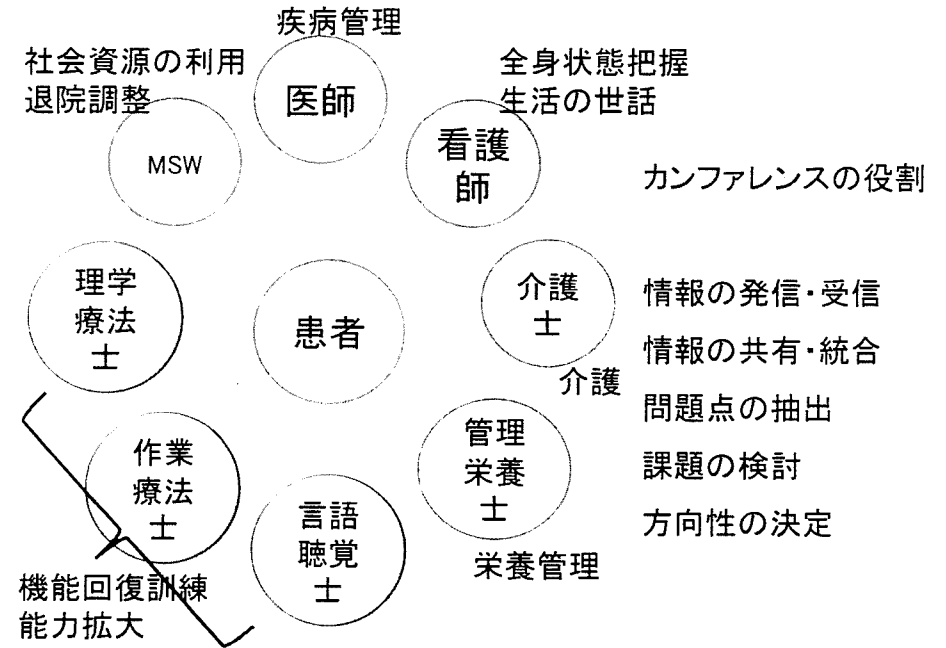 疾病管理
社会資源の利用
退院調整
医師
全身状態把握
生活の世話
MSW
看護
師
カンファレンスの役割
理学
療法
士
患者
介護
士
介護
情報の発信・受信
情報の共有・統合
問題点の抽出
課題の検討
方向性の決定
作業
療法
士
言語
聴覚
士
管理
栄養
士
栄養管理
機能回復訓練
能力拡大